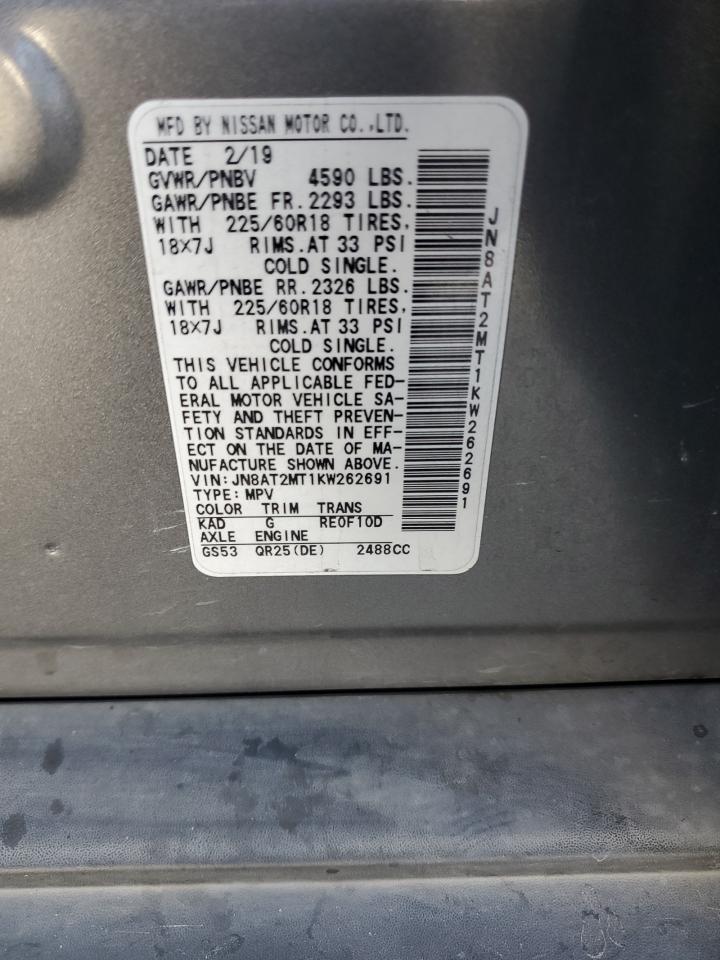 MFD BY NISSAN MOTOR CO.,LTD.
DATE 2/19
GVWR/PNBV 4590 LBS.
GAWR/PNBE FR. 2293 LBS.
WITH 225/60R18 TIRES,
18X7J RIMS.AT 33 PSI
COLD SINGLE.
GAWR/PNBE RR. 2326 LBS.
WITH 225/60R18 TIRES,
18X7J RIMS.AT 33 PSI
COLD SINGLE.
THIS VEHICLE CONFORMS
TO ALL APPLICABLE FED-
ERAL MOTOR VEHICLE SA-
FETY AND THEFT PREVEN-
TION STANDARDS IN EFF-
ECT ON THE DATE OF MA-
NUFACTURE SHOWN ABOVE.
VIN:JN8AT2MT1KW262691
TYPE:MPV
COLOR TRIM TRANS
KAD G RE0F10D
AXLE ENGINE
GS53 QR25(DE) 2488CC
JN8AT2MT1KW262691